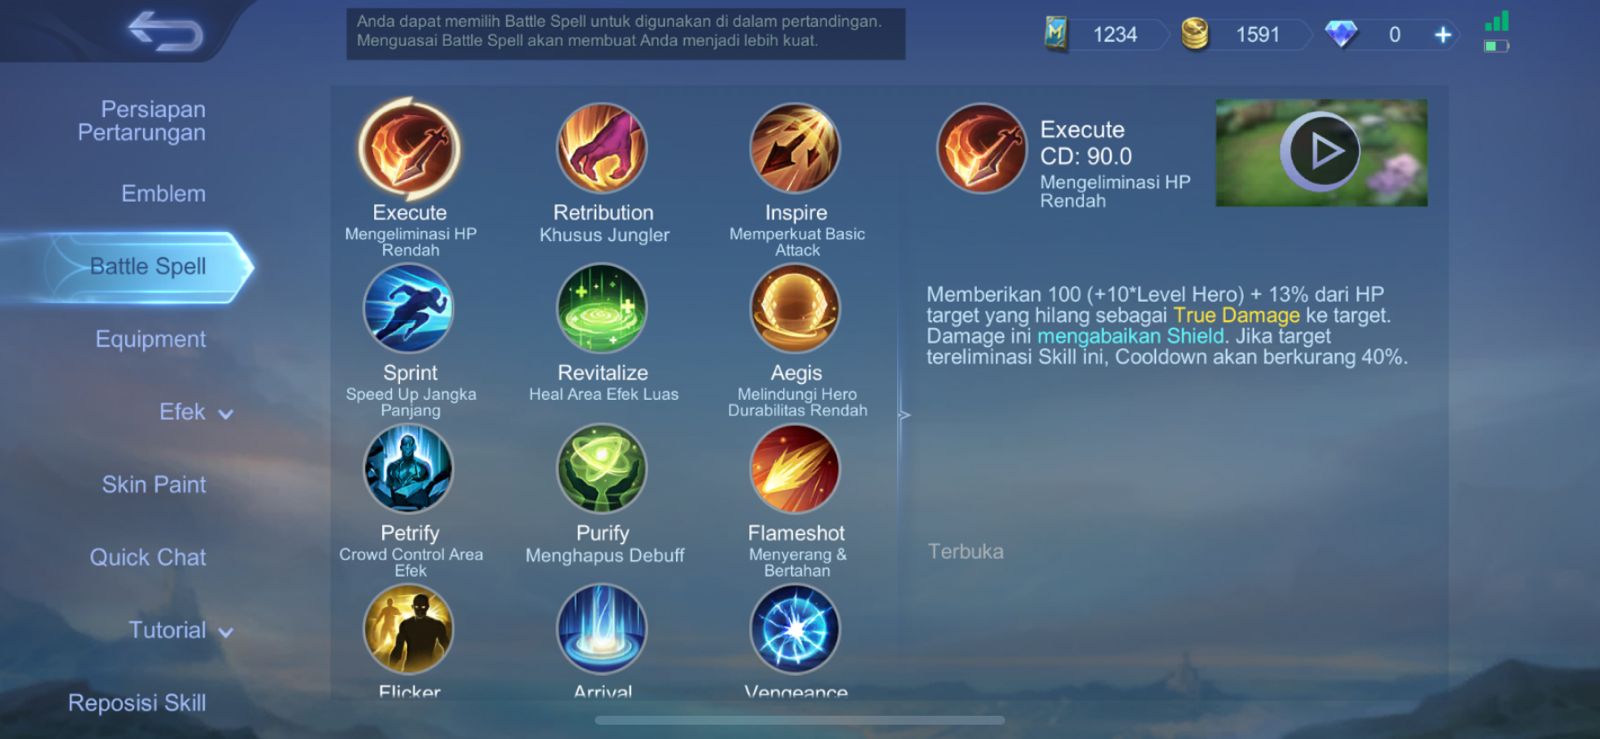 Anda dapat memilih Battle Spell untuk digunakan di dalam pertandingan.
Menguasai Battle Spell akan membuat Anda menjadi lebih kuat.
1234
1591
0
Persiapan
Pertarungan
Emblem
Battle Spell
Equipment
Efek
Skin Paint
Quick Chat
Tutorial
Reposisi Skill
Execute
Mengeliminasi HP
Rendah
Retribution
Khusus Jungler
Inspire
Memperkuat Basic
Attack
Sprint
Speed Up Jangka
Panjang
Revitalize
Heal Area Efek Luas
Aegis
Melindungi Hero
Durabilitas Rendah
Petrify
Crowd Control Area
Efek
Purify
Menghapus Debuff
Flameshot
Menyerang &
Bertahan
Flicker
Arrival
Vengeance
Execute
CD: 90.0
Mengeliminasi HP
Rendah
Memberikan 100 (+10*Level Hero) + 13% dari HP
target yang hilang sebagai True Damage ke target.
Damage ini mengabaikan Shield. Jika target
tereliminasi Skill ini, Cooldown akan berkurang 40%.
Terbuka